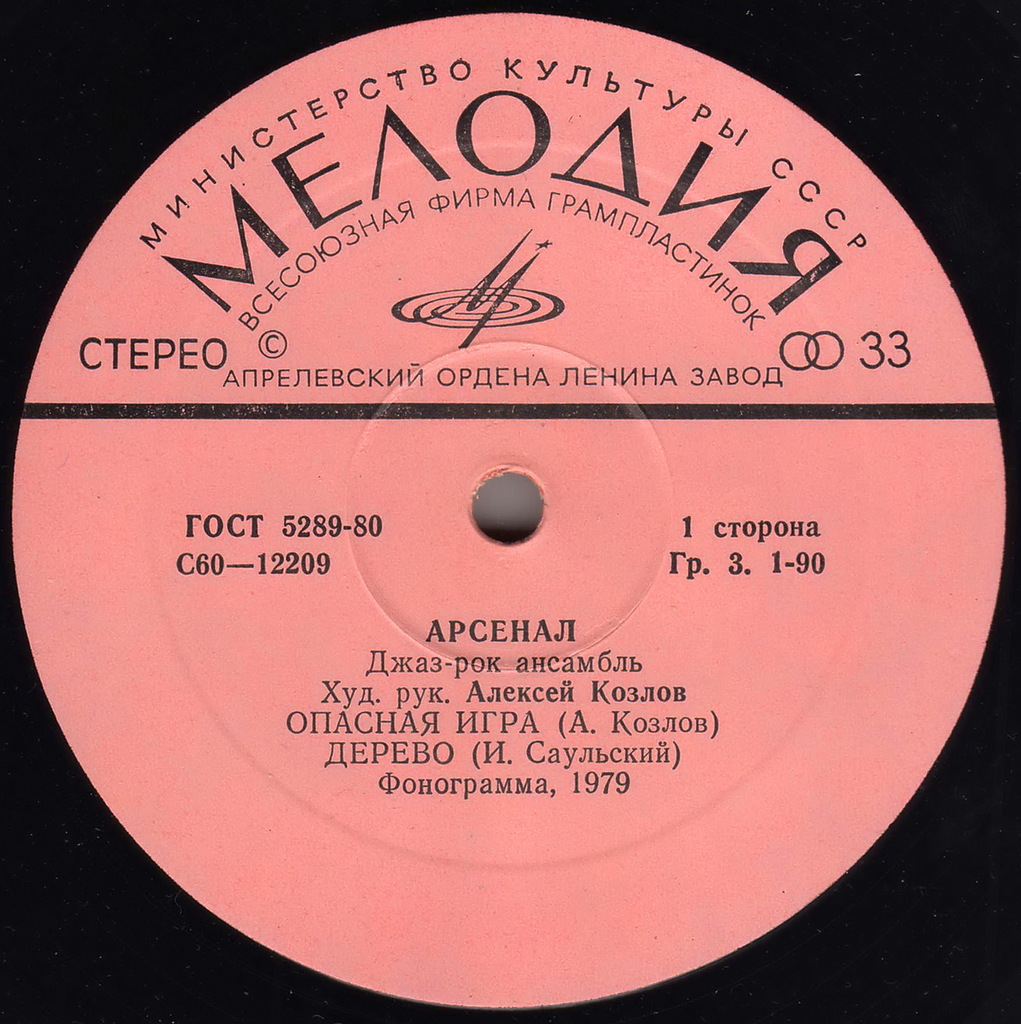 МИНИСТЕРСТВО КУЛЬТУРЫ СССР
МЕЛОДИЯ
ВСЕСОЮЗНАЯ ФИРМА ГРАМПЛАСТИНОК
СТЕРЕО © 33
АПРЕЛЕВСКИЙ ОРДЕНА ЛЕНИНА ЗАВОД
ГОСТ 5289-80
С60—12209
1 сторона
Гр. 3. 1-90
АРСЕНАЛ
Джаз-рок ансамбль
Худ. рук. Алексей Козлов
ОПАСНАЯ ИГРА (А. Козлов)
ДЕРЕВО (И. Саульский)
Фонограмма, 1979